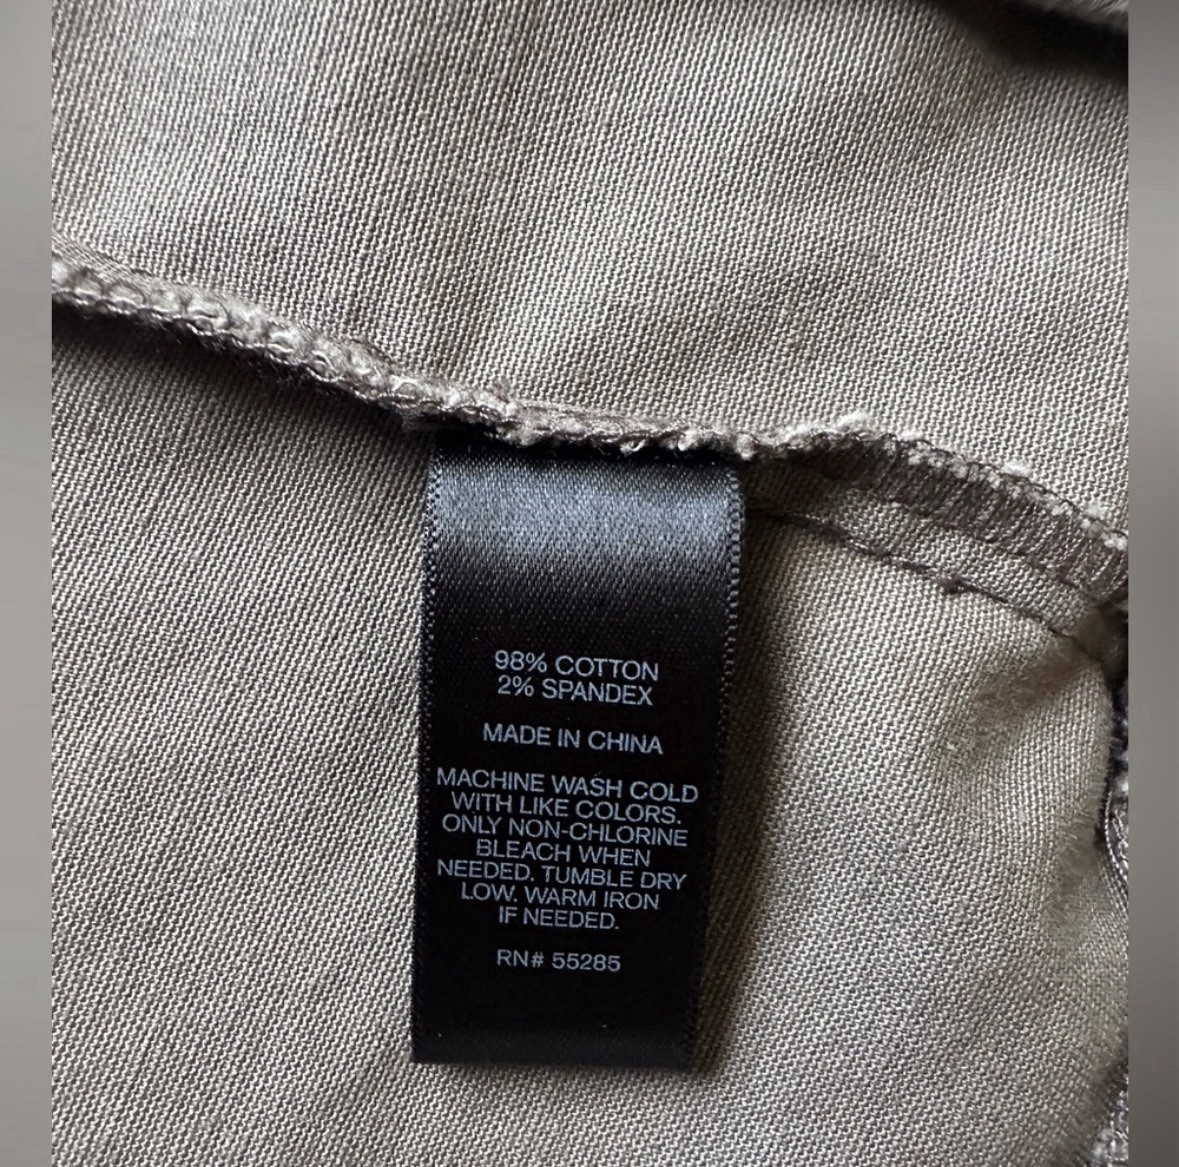 98% COTTON
2% SPANDEX
MADE IN CHINA
MACHINE WASH COLD
WITH LIKE COLORS.
ONLY NON-CHLORINE
BLEACH WHEN
NEEDED. TUMBLE DRY
LOW. WARM IRON
IF NEEDED.
RN# 55285